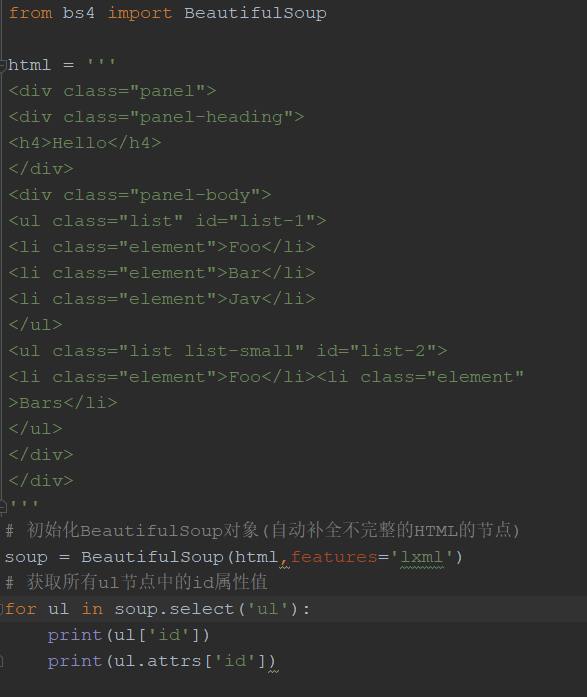 from bs4 import BeautifulSoup
html = '''
<div class="panel">
<div class="panel-heading">
<h4>Hello</h4>
</div>
<div class="panel-body">
<ul class="list" id="list-1">
<li class="element">Foo</li>
<li class="element">Bar</li>
<li class="element">Jav</li>
</ul>
<ul class="list list-small" id="list-2">
<li class="element">Foo</li><li class="element"
>Bars</li>
</ul>
</div>
</div>
'''
# 初始化BeautifulSoup对象(自动补全不完整的HTML的节点)
soup = BeautifulSoup(html,features='lxml')
# 获取所有ul节点中的id属性值
for ul in soup.select('ul'):
    print(ul['id'])
    print(ul.attrs['id'])